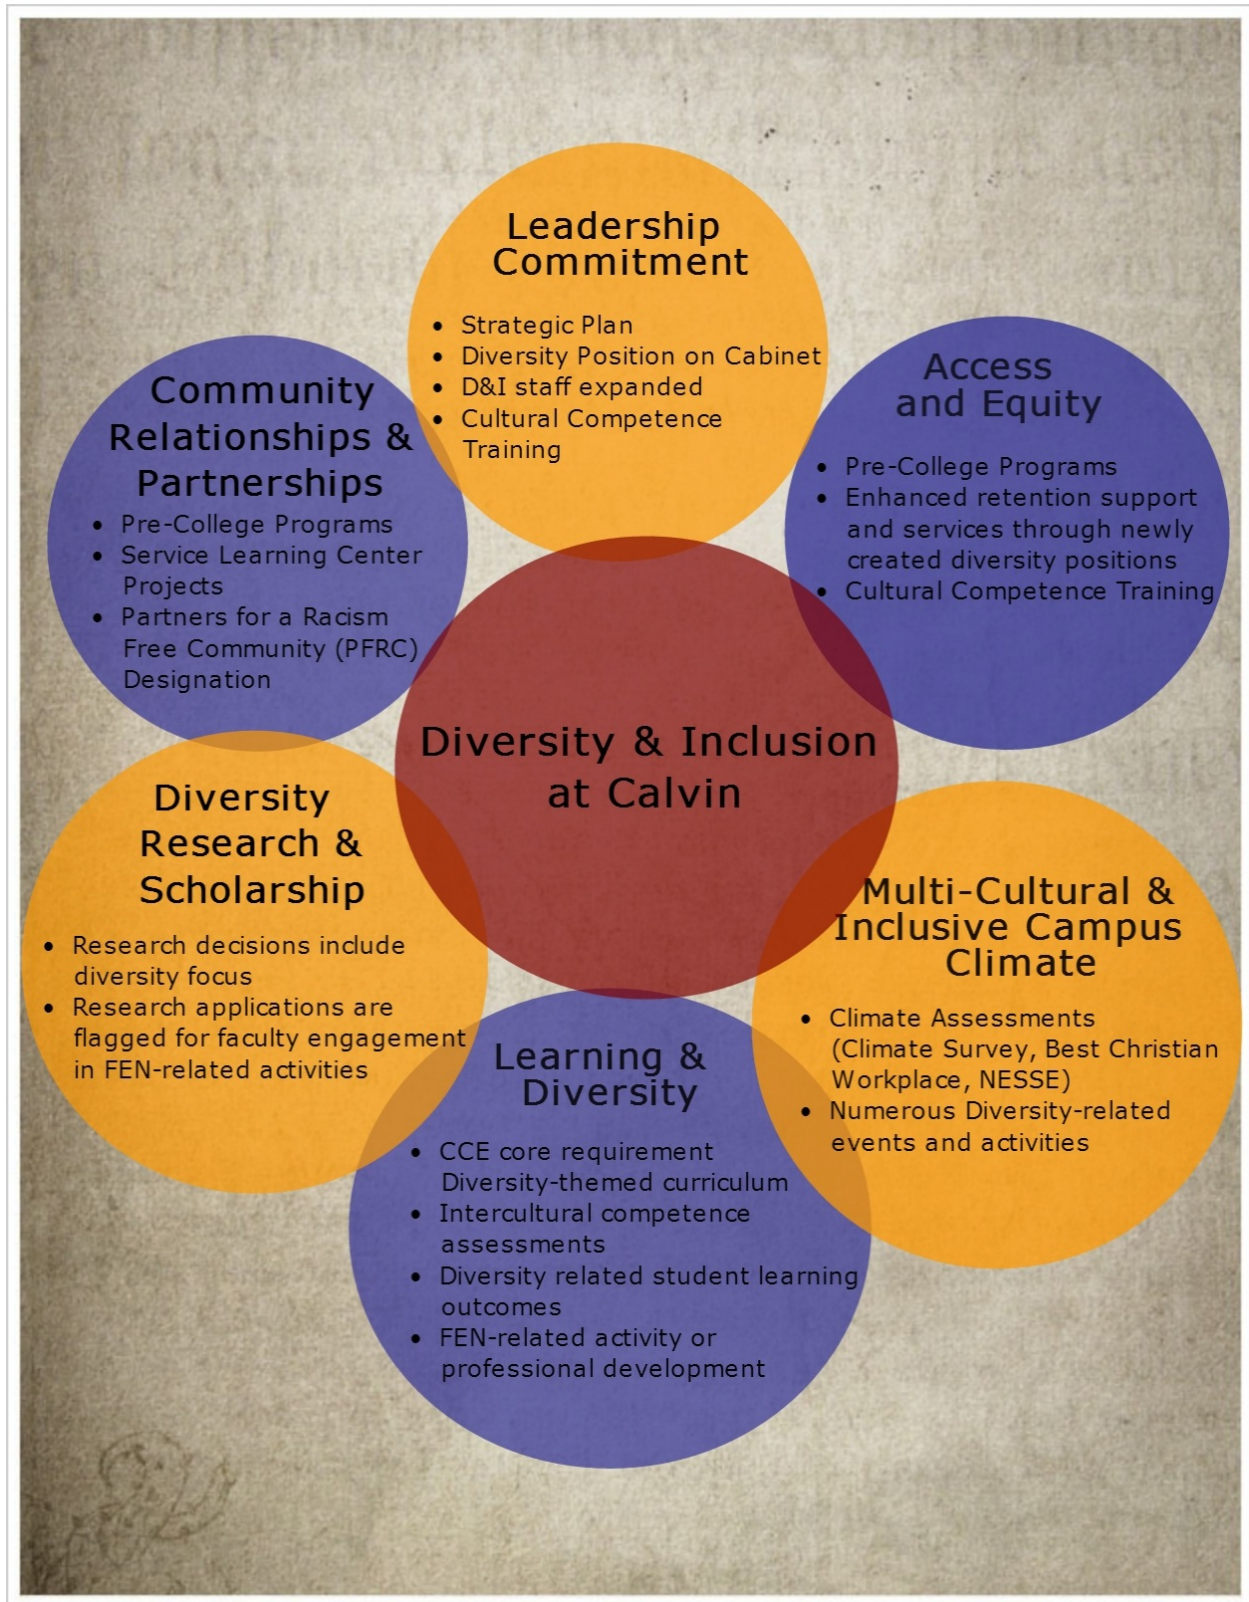 Leadership
Commitment
• Strategic Plan
• Diversity Position on Cabinet
• D&I staff expanded
• Cultural Competence
Training
Access
and Equity
• Pre-College Programs
• Enhanced retention support
and services through newly
created diversity positions
• Cultural Competence Training
Community
Relationships &
Partnerships
• Pre-College Programs
• Service Learning Center
Projects
• Partners for a Racism
Free Community (PFRC)
Designation
Diversity & Inclusion
at Calvin
Diversity
Research &
Scholarship
• Research decisions include
diversity focus
• Research applications are
flagged for faculty engagement
in FEN-related activities
Multi-Cultural &
Inclusive Campus
Climate
• Climate Assessments
(Climate Survey, Best Christian
Workplace, NESSE)
• Numerous Diversity-related
events and activities
Learning &
Diversity
• CCE core requirement
Diversity-themed curriculum
• Intercultural competence
assessments
• Diversity related student learning
outcomes
• FEN-related activity or
professional development